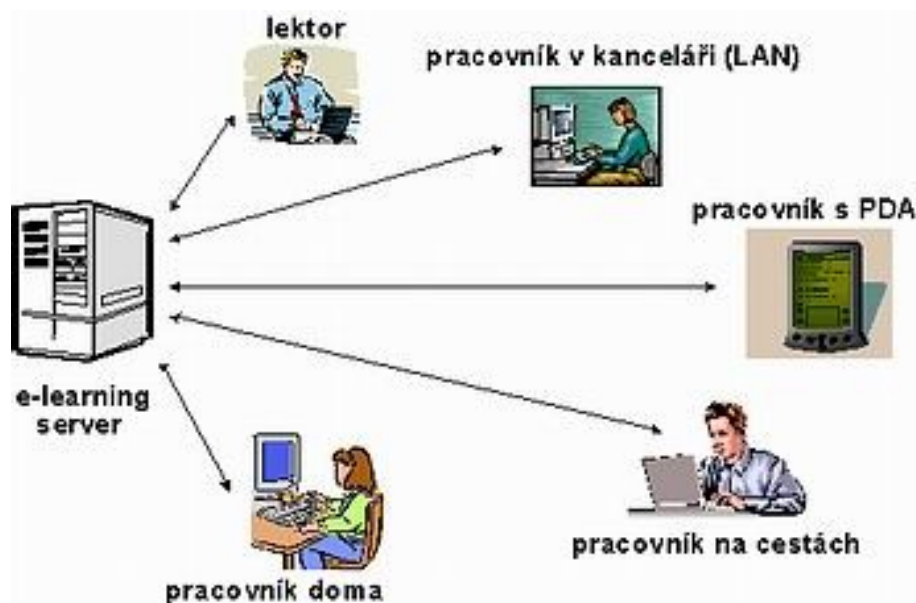 lektor
pracovník v kanceláři (LAN)
pracovník s PDA
e-learning
server
pracovník na cestách
pracovník doma